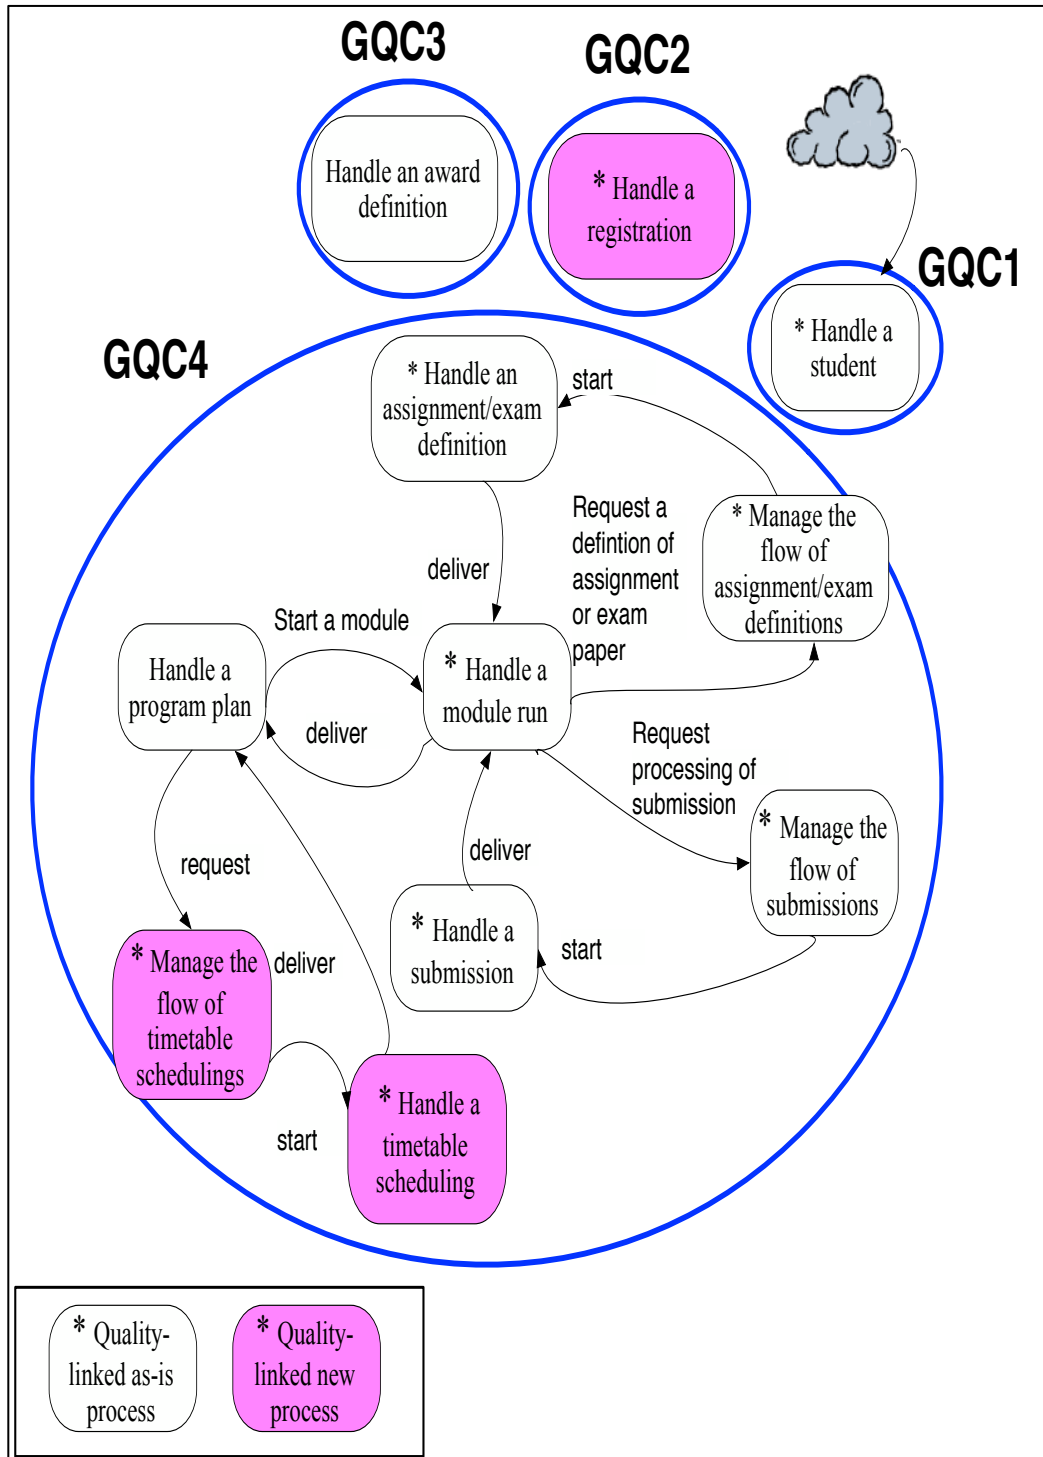 GQC3
GQC2
Handle an award
definition
* Handle a
registration
GQC1
* Handle a
student
GQC4
* Handle an
assignment/exam
definition
start
Request a
defintion of
assignment
or exam
paper
* Manage the
flow of
assignment/exam
definitions
deliver
Start a module
Handle a
program plan
* Handle a
module run
deliver
Request
processing of
submission
* Manage the
flow of
submissions
request
deliver
* Handle a
submission
start
* Manage the
flow of
timetable
schedulings
deliver
start
* Handle a
timetable
scheduling
* Quality-
linked as-is
process
* Quality-
linked new
process